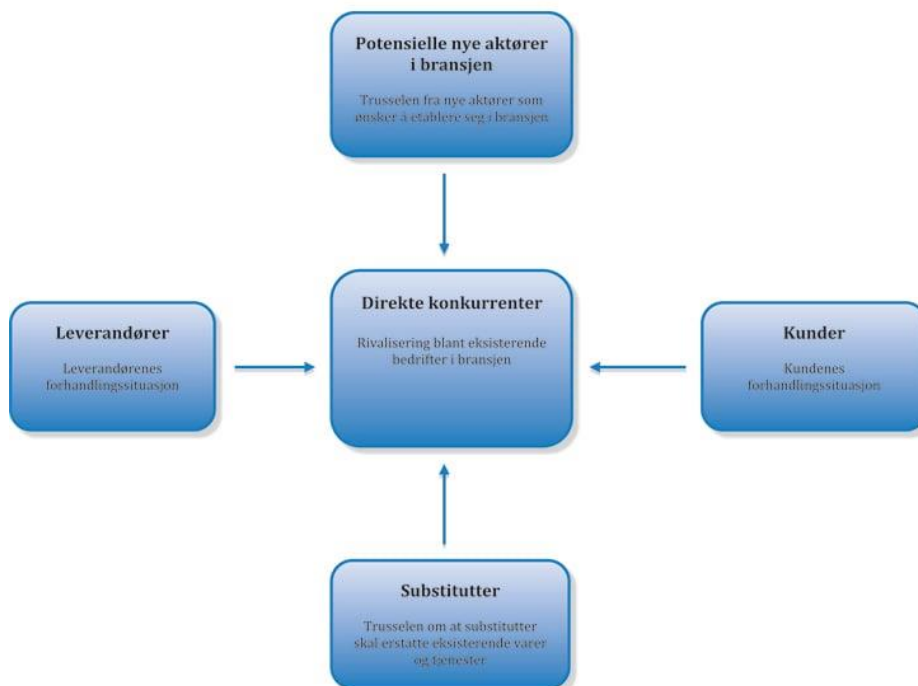 Potensielle nye aktører
i bransjen
Trusselen fra nye aktører som
ønsker å etablere seg i bransjen
Direkte konkurrenter
Rivalisering blant eksisterende
bedrifter i bransjen
Leverandører
Leverandørenes
forhandlingssituasjon
Kunder
Kundenes
forhandlingssituasjon
Substitutter
Trusselen om at substitutter
skal erstatte eksisterende varer
og tjenester